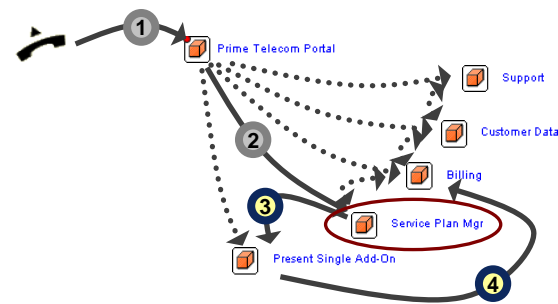 1
Prime Telecom Portal
Support
Customer Data
2
Billing
3
Service Plan Mgr
Present Single Add-On
4